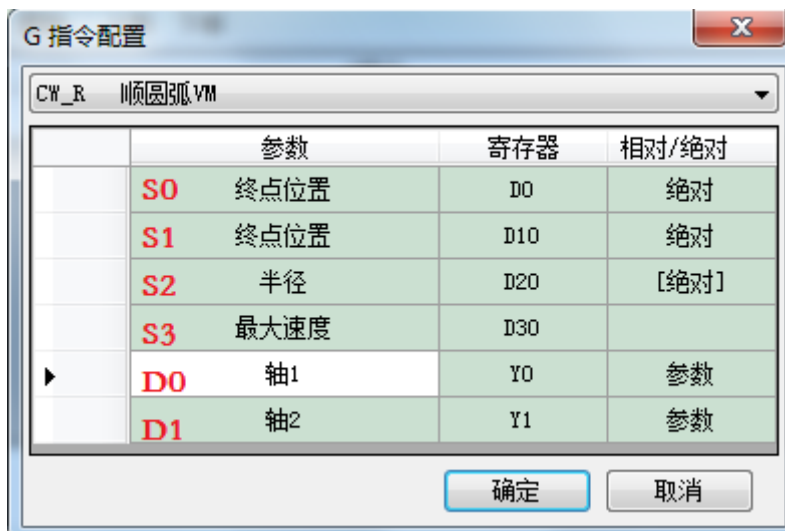 G 指令配置
CW_R 顺圆弧VM
参数 寄存器 相对/绝对
S0 终点位置 D0 绝对
S1 终点位置 D10 绝对
S2 半径 D20 [绝对]
S3 最大速度 D30
D0 轴1 Y0 参数
D1 轴2 Y1 参数
确定 取消